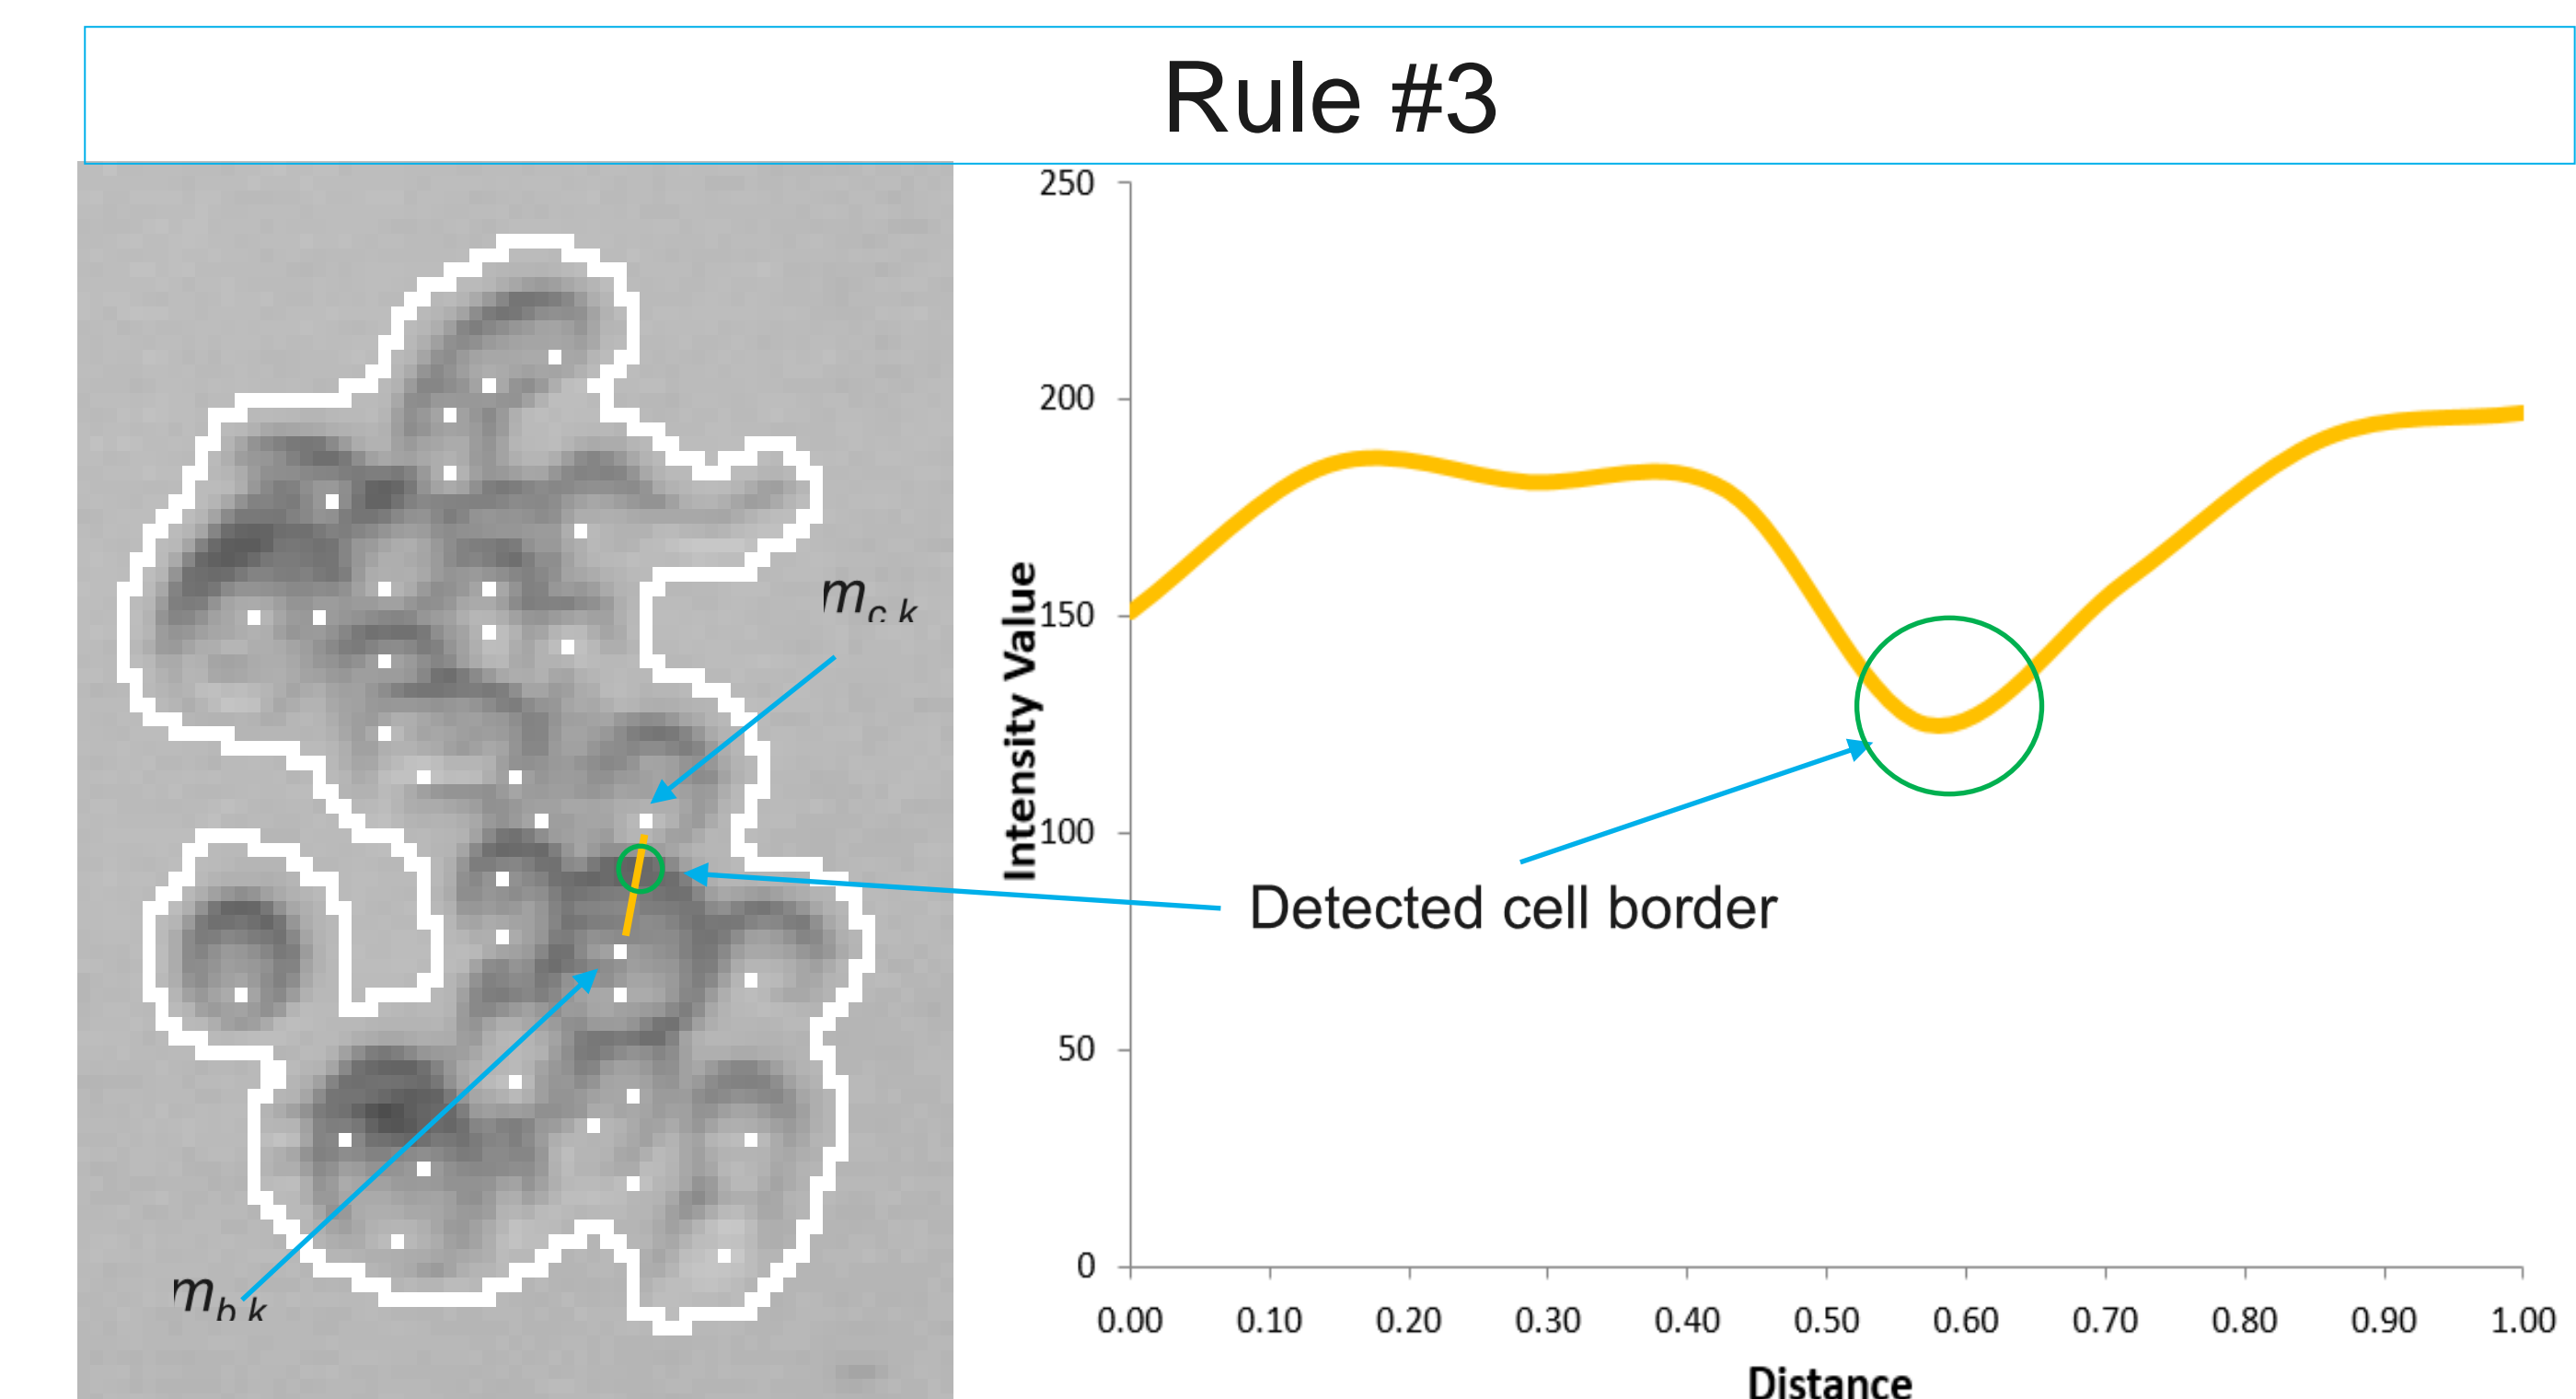 Rule #3
m c k
m b k
Detected cell border
Intensity Value
250
200
150
100
50
0
0.00 0.10 0.20 0.30 0.40 0.50 0.60 0.70 0.80 0.90 1.00
Distance